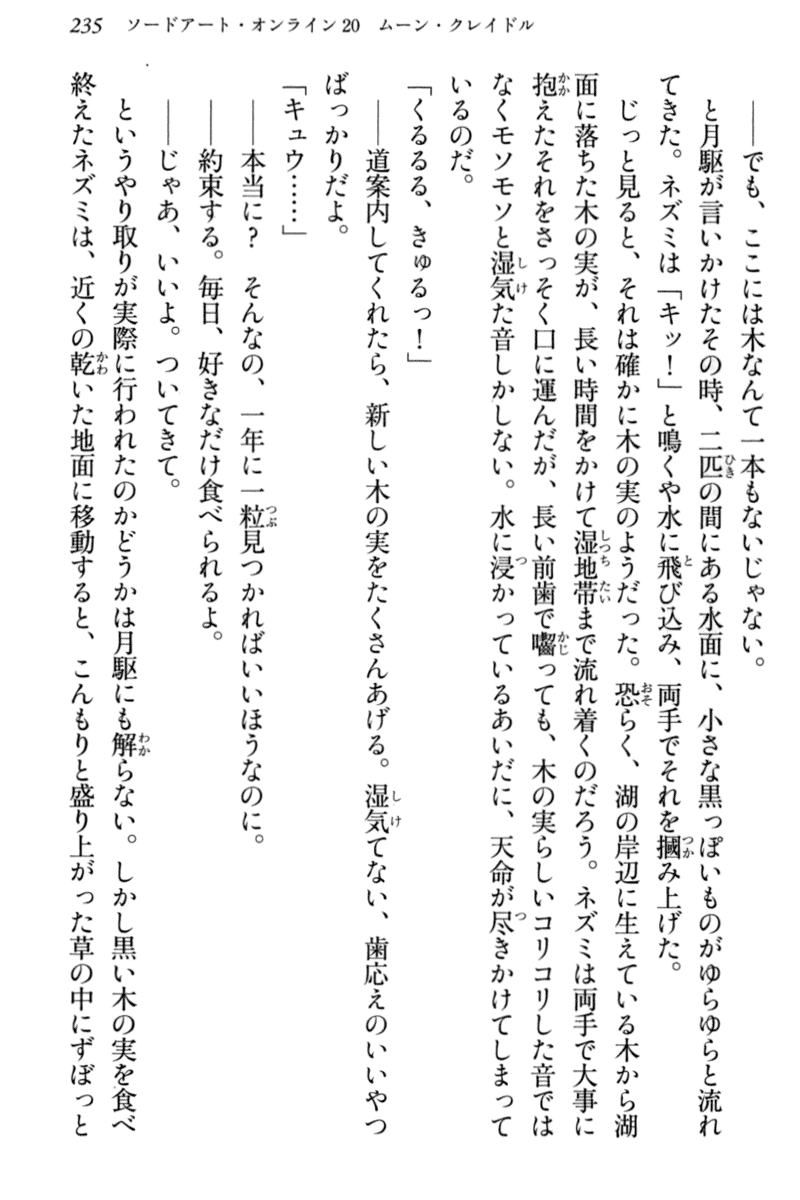 235 ソードアート・オンライン20 ムーン・クレイドル
――でも、ここには木なんて一本もないじゃない。
と月駆が言いかけたその時、二匹の間にある水面に、小さな黒っぽいものがゆらゆらと流れ
てきた。ネズミは「キッ！」と鳴くや水に飛び込み、両手でそれを摑み上げた。
じっと見ると、それは確かに木の実のようだった。恐らく、湖の岸辺に生えている木から湖
面に落ちた木の実が、長い時間をかけて湿地帯まで流れ着くのだろう。ネズミは両手で大事に
抱えたそれをさっそく口に運んだが、長い前歯で囓っても、木の実らしいコリコリした音では
なくモソモソと湿気た音しかしない。水に浸かっているあいだに、天命が尽きかけてしまって
いるのだ。
「くるるる、きゅるっ！」
――道案内してくれたら、新しい木の実をたくさんあげる。湿気てない、歯応えのいいやつ
ばっかりだよ。
「キュウ……」
――本当に？　そんなの、一年に一粒見つかればいいほうなのに。
――約束する。毎日、好きなだけ食べられるよ。
――じゃあ、いいよ。ついてきて。
というやり取りが実際に行われたのかどうかは月駆にも解らない。しかし黒い木の実を食べ
終えたネズミは、近くの乾いた地面に移動すると、こんもりと盛り上がった草の中にずぼっと